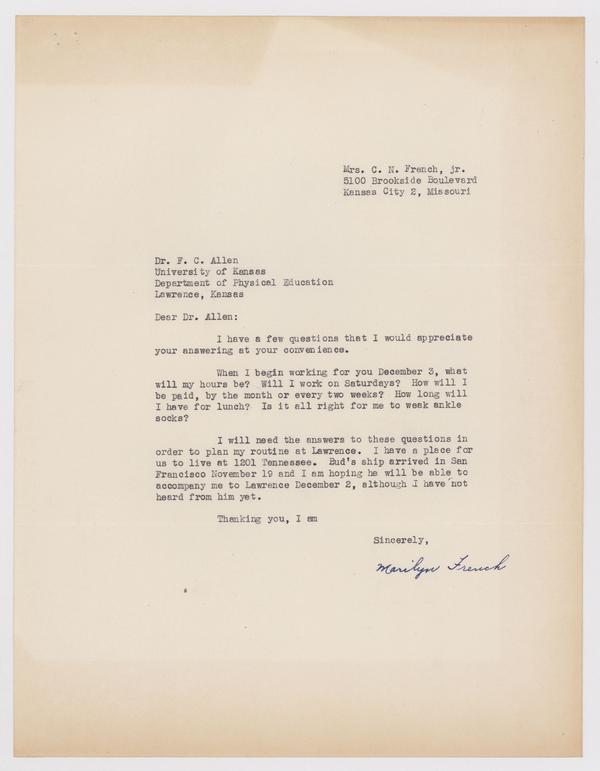 Mrs. C. N. French, jr.
5100 Brookside Boulevard
Kansas City 2, Missouri
Dr. F. C. Allen
University of Kansas
Department of Physical Education
Lawrence, Kansas
Dear Dr. Allen:
I have a few questions that I would appreciate
your answering at your convenience.
When I begin working for you December 3, what
will my hours be? Will I work on Saturdays? How will I
be paid, by the month or every two weeks? How long will
I have for lunch? Is it all right for me to weak ankle
socks?
I will need the answers to these questions in
order to plan my routine at Lawrence. I have a place for
us to live at 1201 Tennessee. Bud's ship arrived in San
Francisco November 19 and I am hoping he will be able to
accompany me to Lawrence December 2, although I have not
heard from him yet.
Thanking you, I am
Sincerely,
Marilyn French